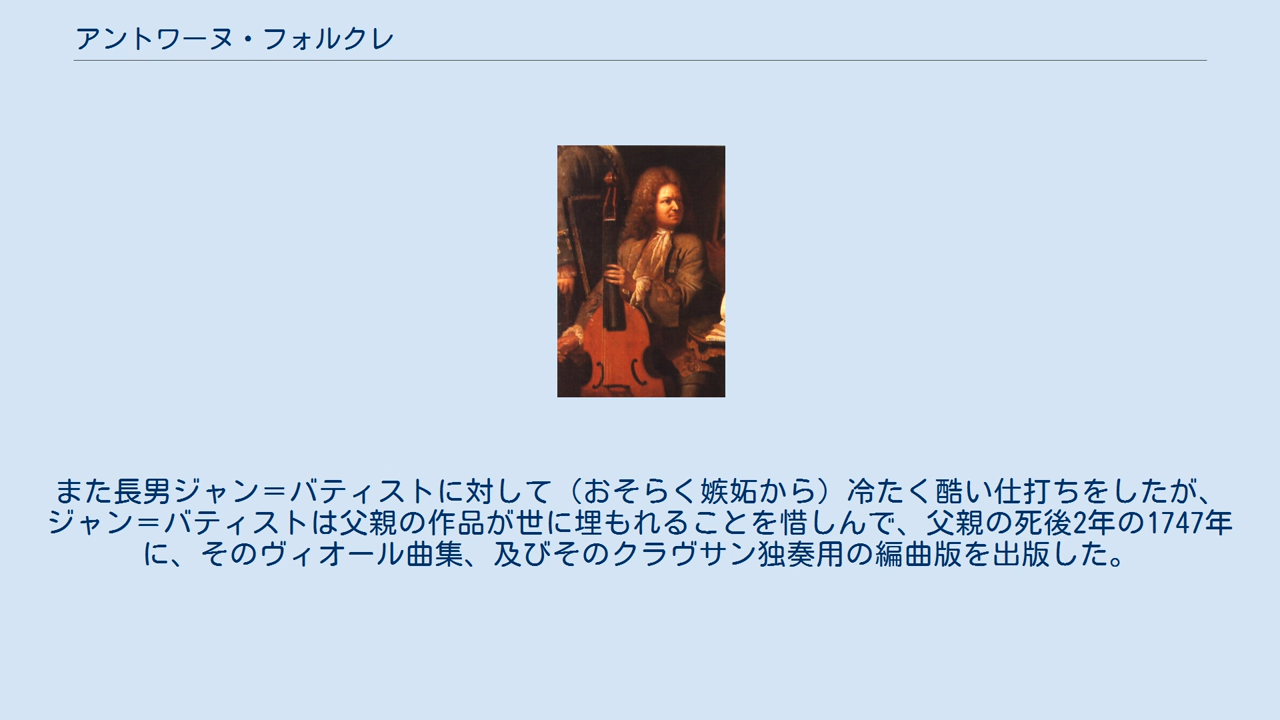 アントワーヌ・フォルクレ
また長男ジャン＝バティストに対して（おそらく嫉妬から）冷たく酷い仕打ちをしたが、
ジャン＝バティストは父親の作品が世に埋もれることを惜しんで、父親の死後2年の1747年
に、そのヴィオール曲集、及びそのクラヴサン独奏用の編曲版を出版した。